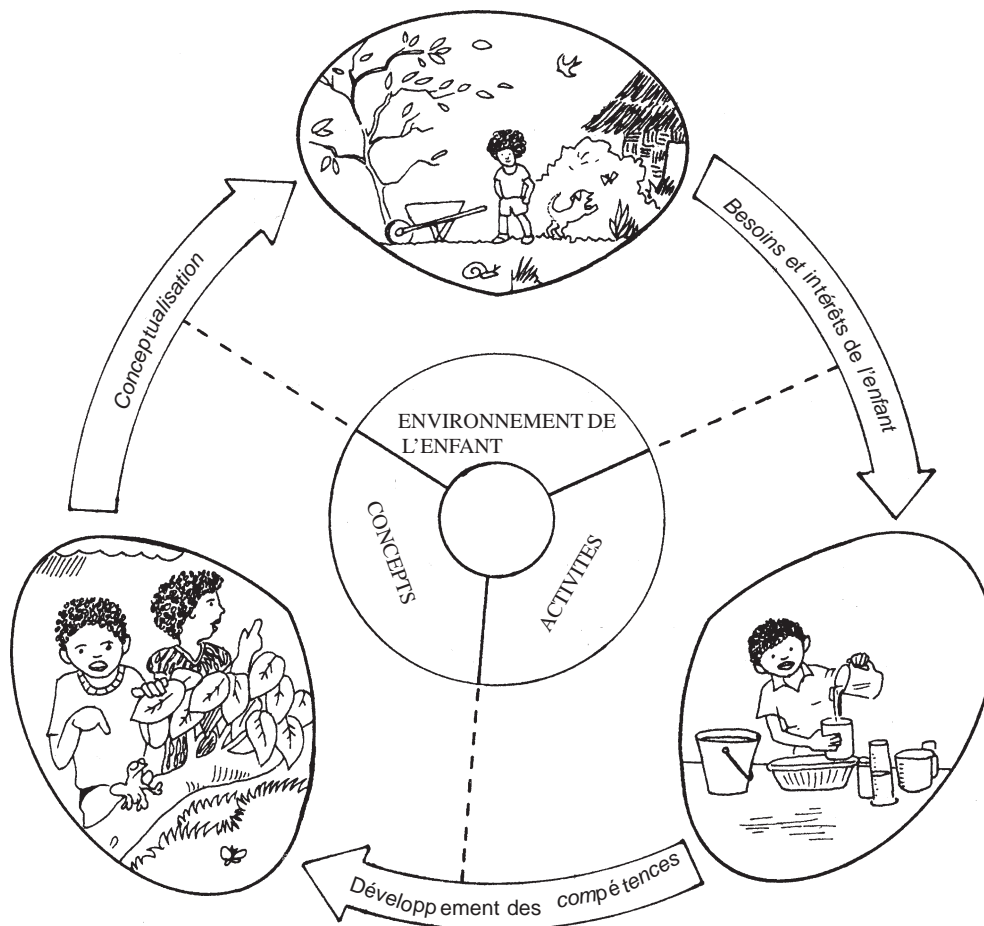 Besoins et intérêts de l'enfant
Conceptualisation
ENVIRONNEMENT DE
L'ENFANT
CONCEPTS
ACTIVITES
Développement des compétences